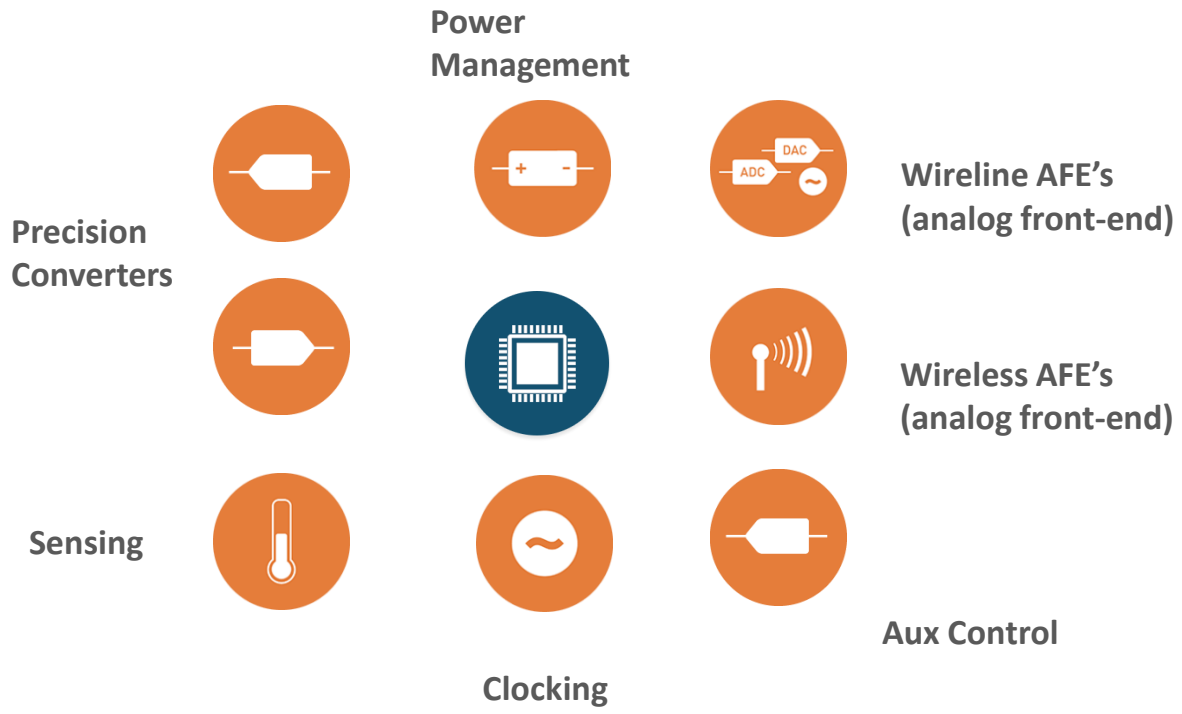 Power
Management
DAC
ADC
Wireline AFE's
(analog front-end)
Precision
Converters
+ -
Wireless AFE's
(analog front-end)
Sensing
Aux Control
Clocking